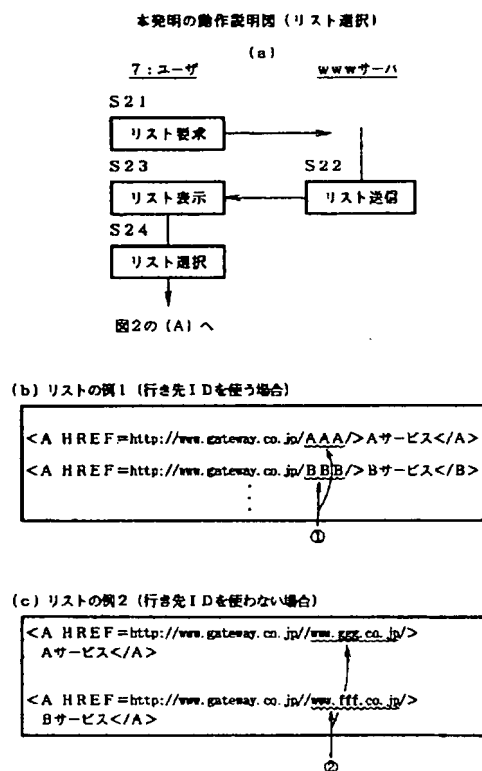 本発明の動作説明図(リスト選択)
(a)
7:ユーザ
wwwサーバ
S21
リスト要求
S23
S22
リスト表示
リスト送信
S24
リスト選択
図2の(A)へ
(b)リストの例1(行き先IDを使う場合)
<A HREF=http://www.gateway.co.jp/AAA/>Aサービス</A>
<A HREF=http://www.gateway.co.jp/BBB/>Bサービス</B>
①
(c)リストの例2(行き先IDを使わない場合)
<A HREF=http://www.gateway.co.jp//www.ggg.co.jp/>
Aサービス</A>
<A HREF=http://www.gateway.co.jp//www.fff.co.jp/>
Bサービス</A>
②